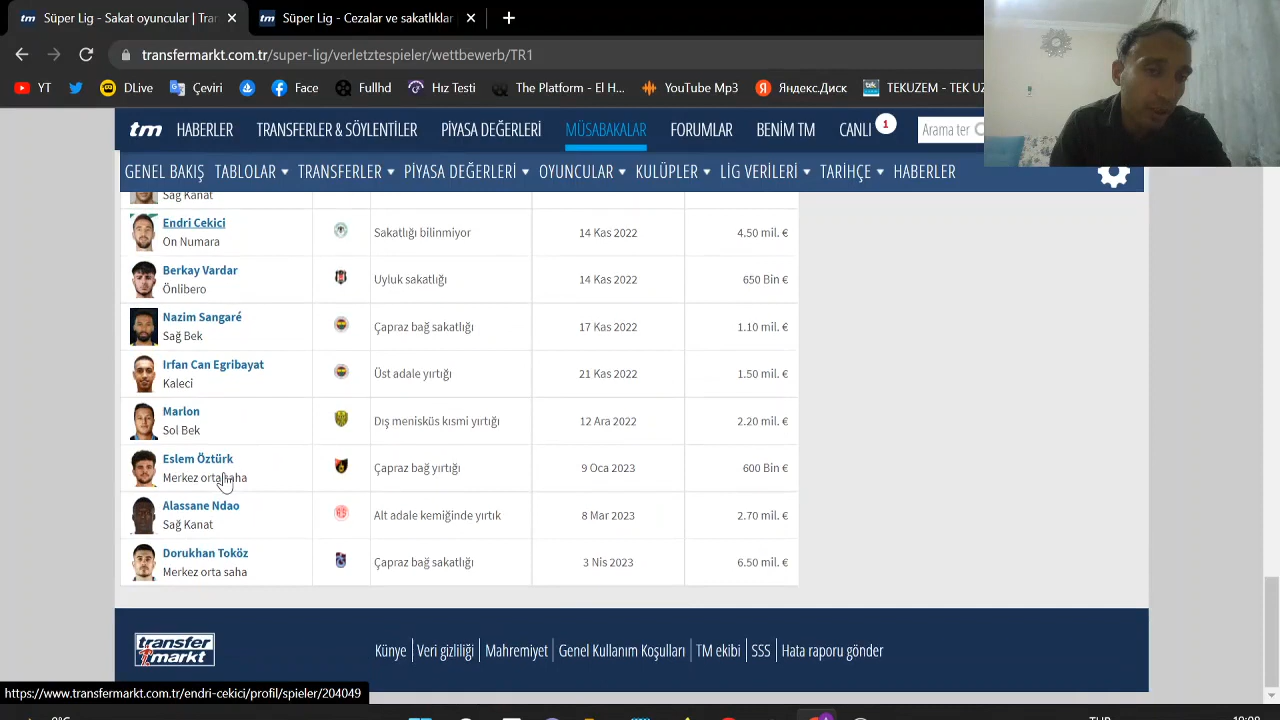 Süper Lig - Sakat oyuncular | Tran
Süper Lig - Cezalar ve sakatlıklar
transfermarkt.com.tr/super-lig/verletztespieler/wettbewerb/TR1
YT Twitter DLive Çeviri Face Fullhd Hız Testi The Platform - El H... YouTube Mp3 Яндекс.Диск TEKUZEM - TEK UZ
tm HABERLER TRANSFERLER & SÖYLENTİLER PİYASA DEĞERLERİ MÜSABAKALAR FORUMLAR BENİM TM CANLI 1 Arama ter
GENEL BAKIŞ TABLOLAR TRANSFERLER PİYASA DEĞERLERİ OYUNCULAR KULÜPLER LİG VERİLERİ TARİHÇE HABERLER
Sağ Kanat
Endri Cekici
On Numara
Sakatlığı bilinmiyor 14 Kas 2022 4.50 mil. €
Berkay Vardar
Önlibero
Uyluk sakatlığı 14 Kas 2022 650 Bin €
Nazim Sangaré
Sağ Bek
Çapraz bağ sakatlığı 17 Kas 2022 1.10 mil. €
Irfan Can Egribayat
Kaleci
Üst adale yırtığı 21 Kas 2022 1.50 mil. €
Marlon
Sol Bek
Dış menisküs kısmi yırtığı 12 Ara 2022 2.20 mil. €
Eslem Öztürk
Merkez orta saha
Çapraz bağ yırtığı 9 Oca 2023 600 Bin €
Alassane Ndao
Sağ Kanat
Alt adale kemiğinde yırtık 8 Mar 2023 2.70 mil. €
Dorukhan Toköz
Merkez orta saha
Çapraz bağ sakatlığı 3 Nis 2023 6.50 mil. €
transfermarkt
Künye Veri gizliliği Mahremiyet Genel Kullanım Koşulları TM ekibi SSS Hata raporu gönder
https://www.transfermarkt.com.tr/endri-cekici/profil/spieler/204049